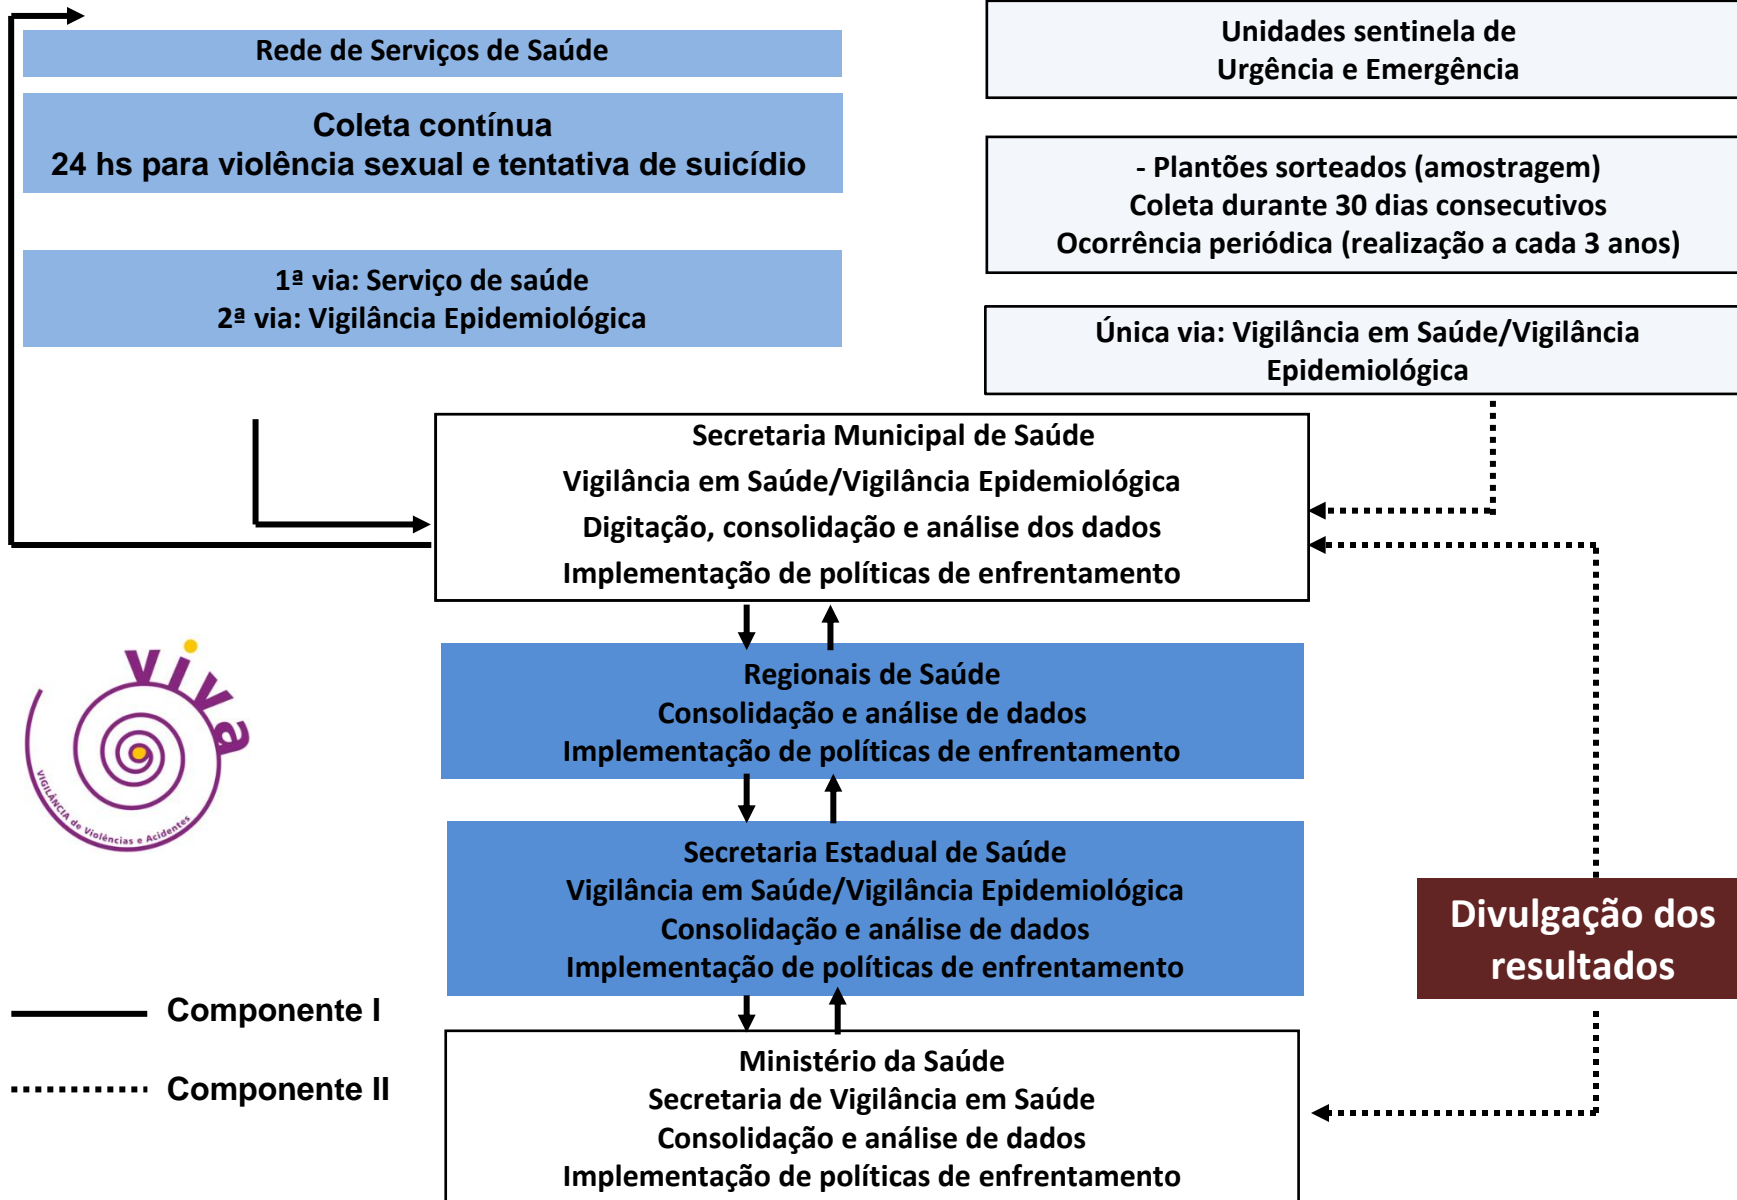 Rede de Serviços de Saúde
Coleta contínua
24 hs para violência sexual e tentativa de suicídio
1ª via: Serviço de saúde
2ª via: Vigilância Epidemiológica
Unidades sentinela de
Urgência e Emergência
- Plantões sorteados (amostragem)
Coleta durante 30 dias consecutivos
Ocorrência periódica (realização a cada 3 anos)
Única via: Vigilância em Saúde/Vigilância
Epidemiológica
Secretaria Municipal de Saúde
Vigilância em Saúde/Vigilância Epidemiológica
Digitação, consolidação e análise dos dados
Implementação de políticas de enfrentamento
viva
VIGILÂNCIA de Violências e Acidentes
Regionais de Saúde
Consolidação e análise de dados
Implementação de políticas de enfrentamento
Secretaria Estadual de Saúde
Vigilância em Saúde/Vigilância Epidemiológica
Consolidação e análise de dados
Implementação de políticas de enfrentamento
Divulgação dos
resultados
Componente I
Componente II
Ministério da Saúde
Secretaria de Vigilância em Saúde
Consolidação e análise de dados
Implementação de políticas de enfrentamento